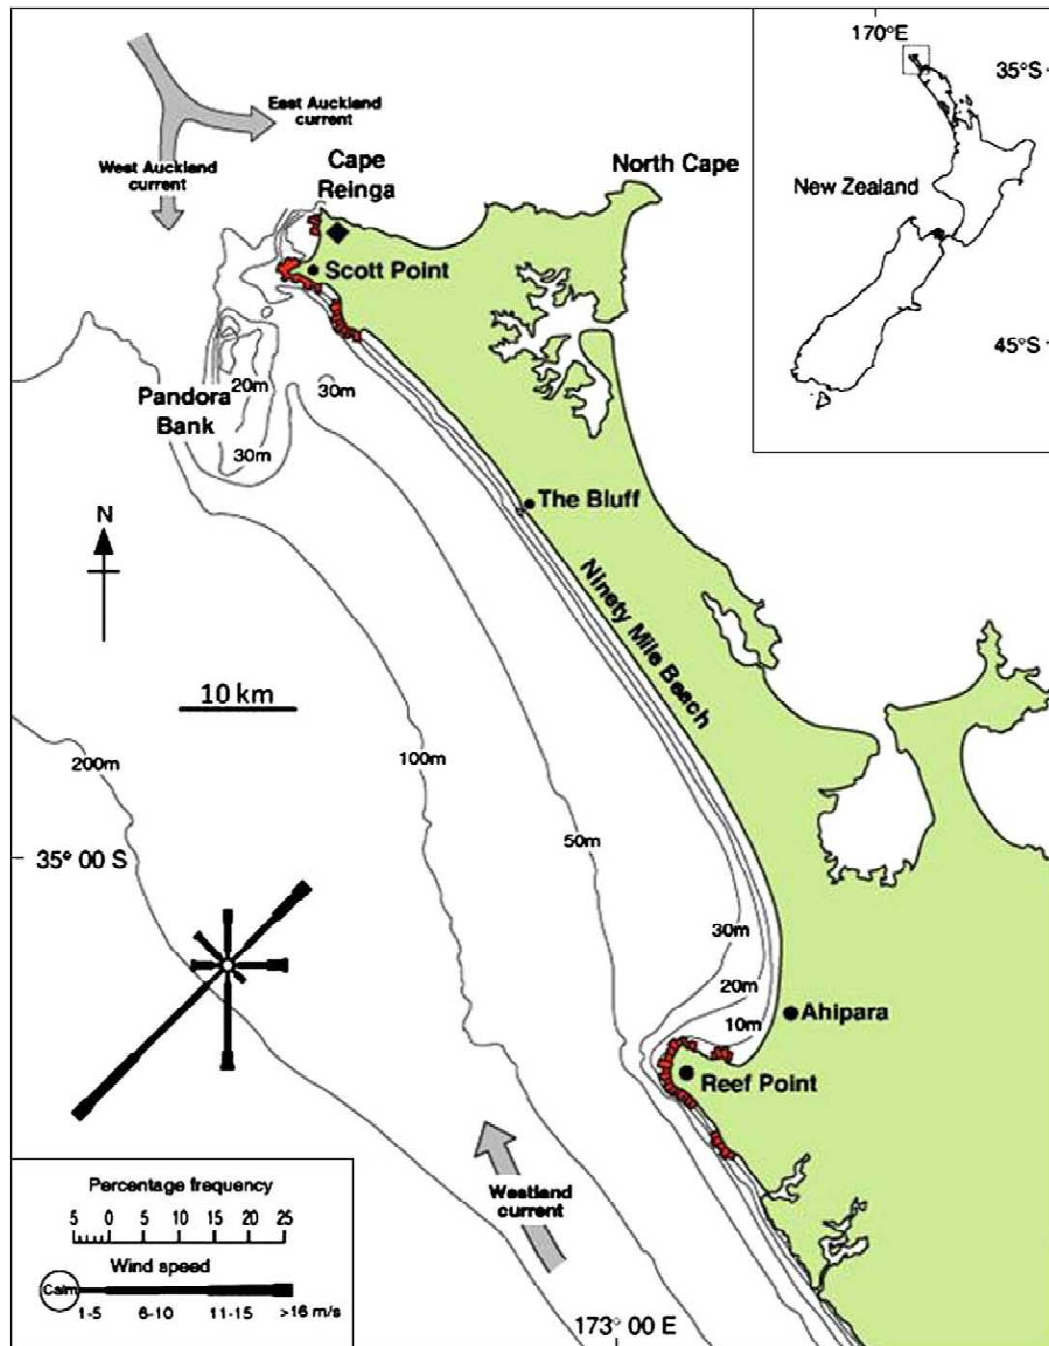 170°E
35°S
East Auckland
current
Cape
Reinga
North Cape
West Auckland
current
New Zealand
Scott Point
45°S
20m
30m
Pandora
Bank
30m
The Bluff
N
Ninety Mile Beach
10 km
200m
100m
50m
35° 00 S
30m
20m
10m
Ahipara
Reef Point
Westland
current
Percentage frequency
5 0 5 10 15 20 25
Wind speed
Calm
1-5 6-10 11-15 >16 m/s
173° 00 E